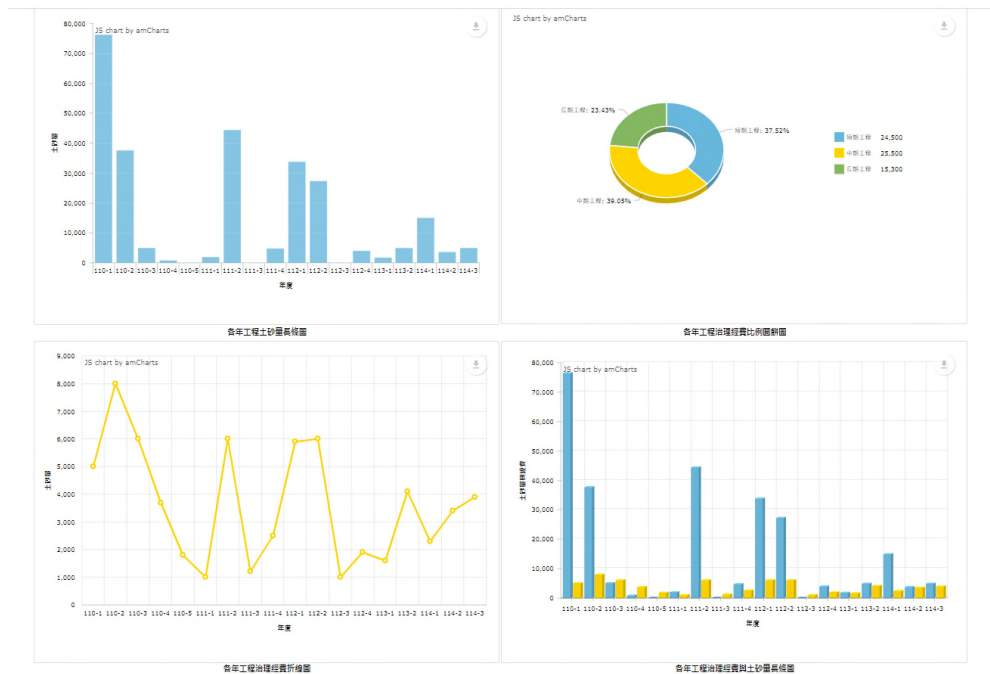 80,000
JS chart by amCharts
70,000
60,000
50,000
40,000
30,000
20,000
10,000
0
土砂量
110-1 110-2 110-3 110-4 110-5 111-1 111-2 111-3 111-4 112-1 112-2 112-3 112-4 113-1 113-2 114-1 114-2 114-3
年度
各年工程土砂量長條圖
JS chart by amCharts
後期工程: 23.43%
短期工程: 37.52%
中期工程: 39.05%
短期工程 24,500
中期工程 25,500
後期工程 15,300
各年工程治理經費比例圓餅圖
9,000
JS chart by amCharts
8,000
7,000
6,000
5,000
4,000
3,000
2,000
1,000
0
土砂量
110-1 110-2 110-3 110-4 110-5 111-1 111-2 111-3 111-4 112-1 112-2 112-3 112-4 113-1 113-2 114-1 114-2 114-3
年度
各年工程治理經費折線圖
80,000
JS chart by amCharts
70,000
60,000
50,000
40,000
30,000
20,000
10,000
0
110-1 110-2 110-3 110-4 110-5 111-1 111-2 111-3 111-4 112-1 112-2 112-3 112-4 113-1 113-2 114-1 114-2 114-3
年度
各年工程治理經費與土砂量長條圖